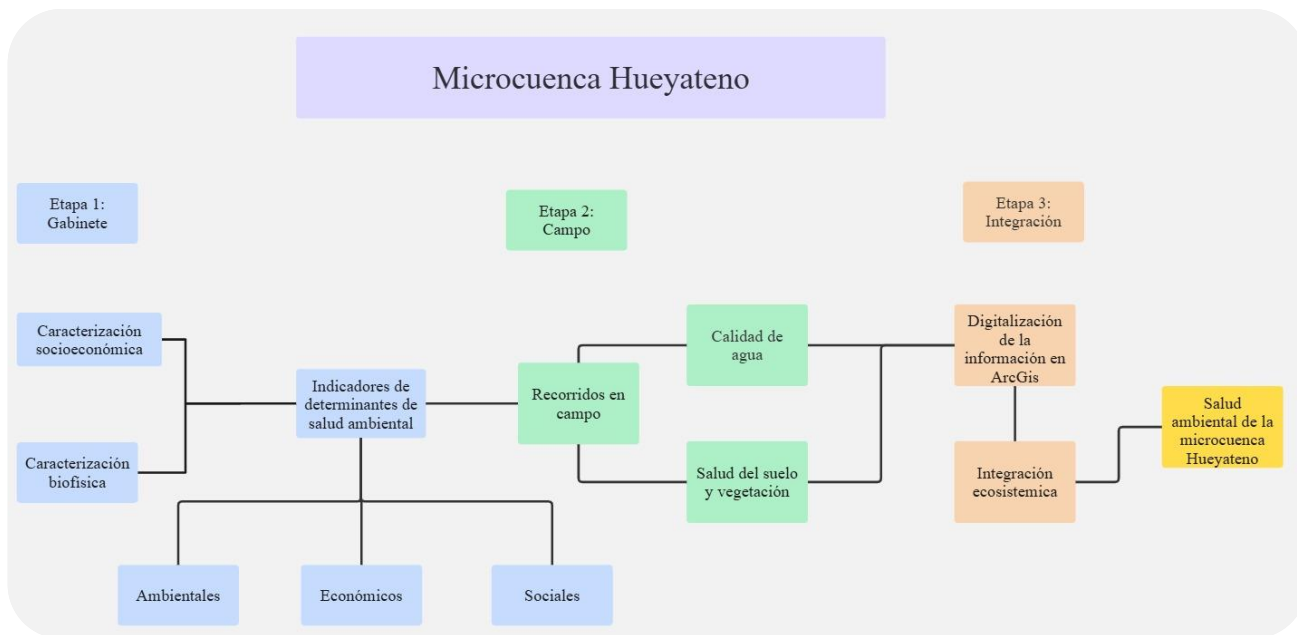 Microcuenca Hueyateno
Etapa 1:
Gabinete
Etapa 2:
Campo
Etapa 3:
Integración
Caracterización
socioeconómica
Caracterización
biofísica
Indicadores de
determinantes de
salud ambiental
Ambientales
Económicos
Sociales
Recorridos en
campo
Calidad de
agua
Salud del suelo
y vegetación
Digitalización
de la
información en
ArcGis
Integración
ecosistemica
Salud
ambiental de la
microcuenca
Hueyateno